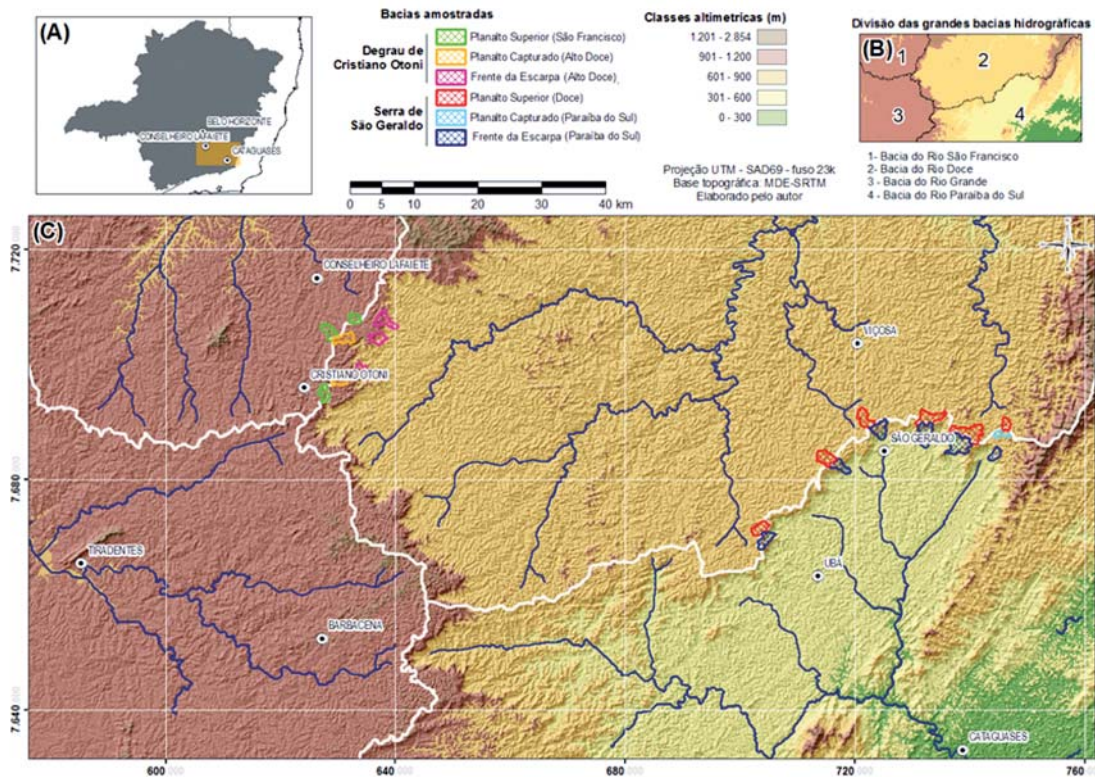 (A)
BELO HORIZONTE
CONSELHEIRO LAFAIETE
CATAGUASES
Bacias amostradas
Degrau de
Cristiano Otoni
Planalto Superior (São Francisco)
Planalto Capturado (Alto Doce)
Frente da Escarpa (Alto Doce)
Serra de
São Geraldo
Planalto Superior (Doce)
Planalto Capturado (Paraíba do Sul)
Frente da Escarpa (Paraíba do Sul)
0 5 10 20 30 40 km
Classes altimetricas (m)
1.201 - 2.854
901 - 1.200
601 - 900
301 - 600
0 - 300
Projeção UTM - SAD69 - fuso 23k
Base topográfica: MDE-SRTM
Elaborado pelo autor
Divisão das grandes bacias hidrográficas
(B)
1
2
3
4
1- Bacia do Rio São Francisco
2- Bacia do Rio Doce
3 - Bacia do Rio Grande
4 - Bacia do Rio Paraíba do Sul
(C)
7.720
CONSELHEIRO LAFAIETE
VIÇOSA
CRISTIANO OTONI
SÃO GERALDO
7.680
TIRADENTES
UBÁ
BARBACENA
7.640
CATAGUASES
600.000
640.000
680.000
720.000
760.000